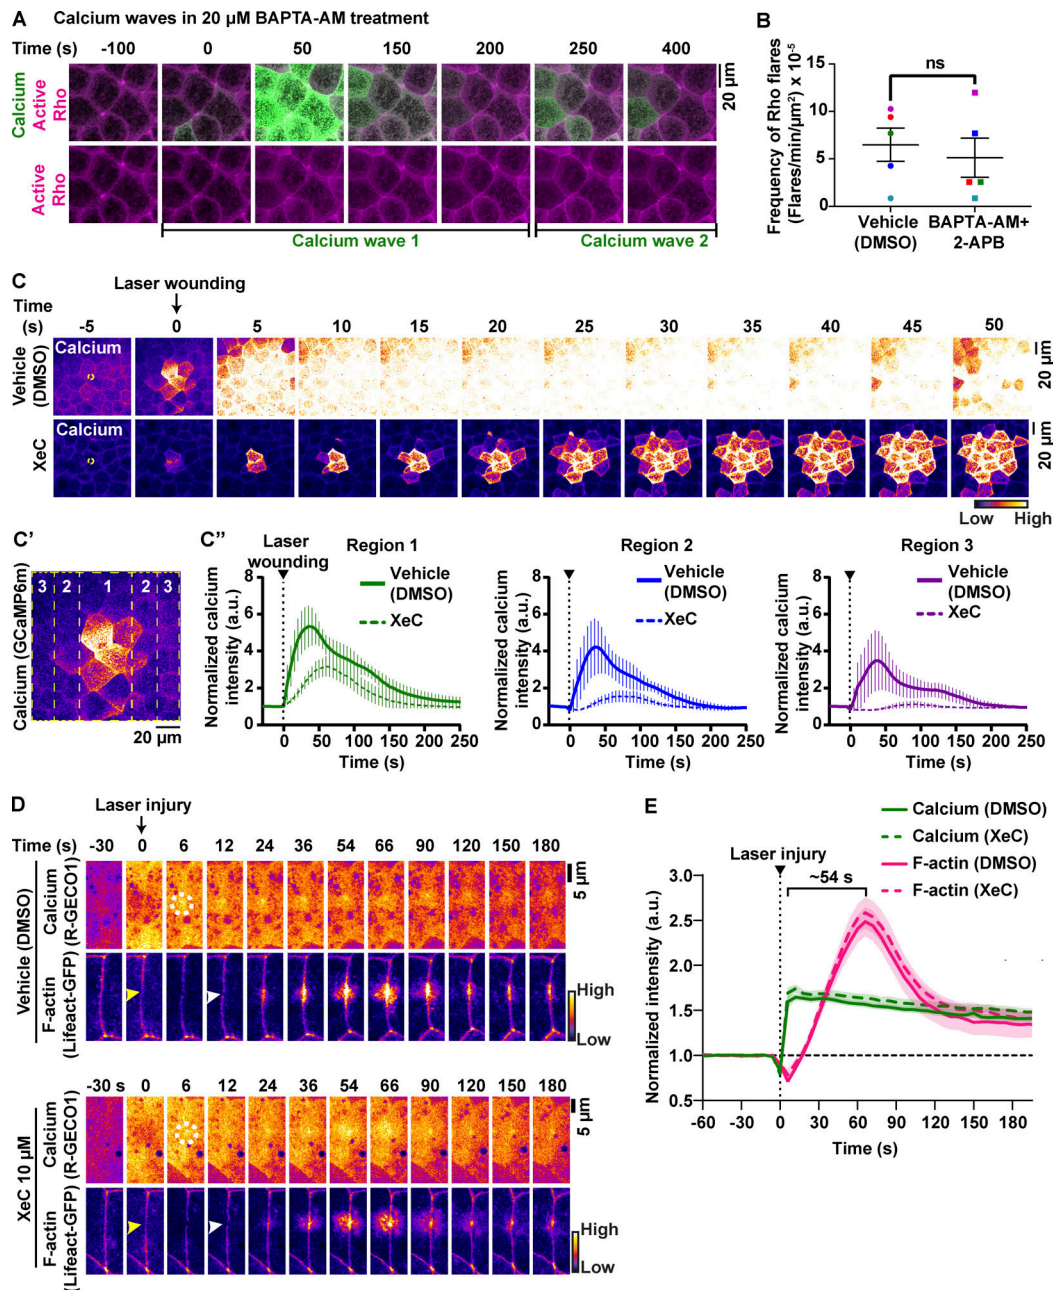 A
Calcium waves in 20 µM BAPTA-AM treatment
Time (s) -100 0 50 150 200 250 400
Calcium
Active
Rho
20 µm
Active
Rho
Calcium wave 1
Calcium wave 2
B
ns
Frequency of Rho flares
(Flares/min/µm²) x 10⁻⁵
15
10
5
0
Vehicle
(DMSO)
BAPTA-AM+
2-APB
C
Laser wounding
Time
(s) -5 0 5 10 15 20 25 30 35 40 45 50
Vehicle
(DMSO)
Calcium
20 µm
XeC
Calcium
20 µm
Low High
C'
Calcium (GCaMP6m)
3 2 1 2 3
20 µm
C"
Laser
wounding
Region 1
Vehicle
(DMSO)
XeC
Normalized calcium
intensity (a.u.)
8
6
4
2
0
0 50 100 150 200 250
Time (s)
Region 2
Vehicle
(DMSO)
XeC
Normalized calcium
intensity (a.u.)
8
6
4
2
0
0 50 100 150 200 250
Time (s)
Region 3
Vehicle
(DMSO)
XeC
Normalized calcium
intensity (a.u.)
8
6
4
2
0
0 50 100 150 200 250
Time (s)
D
Laser injury
Time (s) -30 0 6 12 24 36 54 66 90 120 150 180
Vehicle (DMSO)
Calcium
(R-GECO1)
5 µm
F-actin
(Lifeact-GFP)
High
Low
-30 s 0 6 12 24 36 54 66 90 120 150 180
XeC 10 µM
Calcium
(R-GECO1)
5 µm
F-actin
(Lifeact-GFP)
High
Low
E
Calcium (DMSO)
Calcium (XeC)
F-actin (DMSO)
F-actin (XeC)
Laser injury
~54 s
Normalized intensity (a.u.)
3.0
2.5
2.0
1.5
1.0
0.5
-60 -30 0 30 60 90 120 150 180
Time (s)